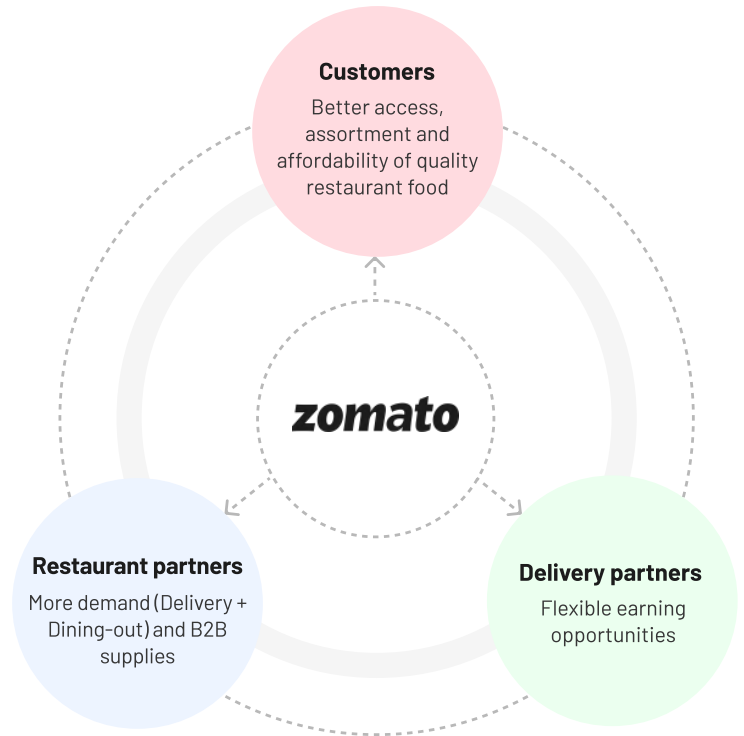 Customers
Better access,
assortment and
affordability of quality
restaurant food
zomato
Restaurant partners
More demand (Delivery +
Dining-out) and B2B
supplies
Delivery partners
Flexible earning
opportunities